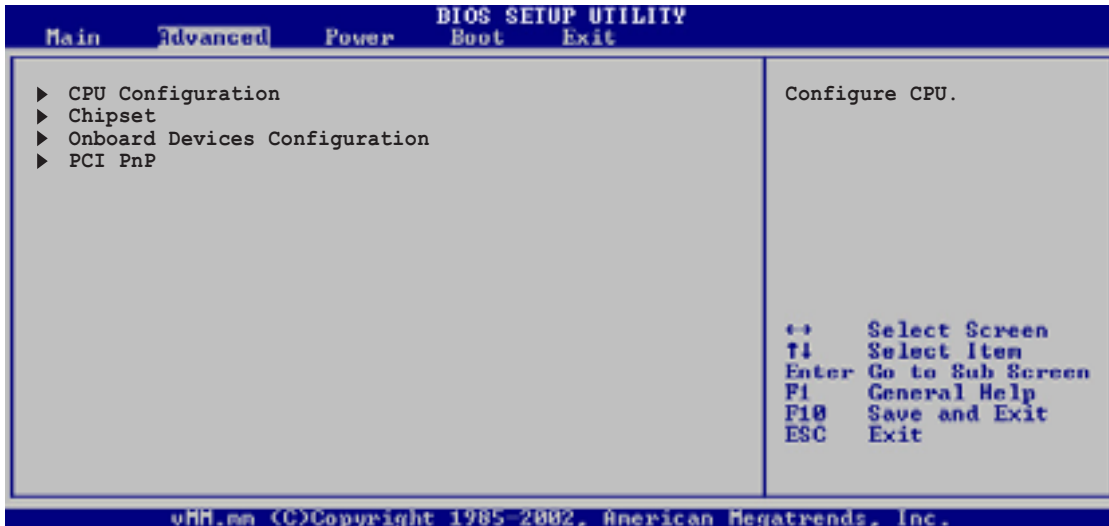 BIOS SETUP UTILITY
Main Advanced Power Boot Exit
CPU Configuration
Chipset
Onboard Devices Configuration
PCI PnP
Configure CPU.
↔ Select Screen
↑↓ Select Item
Enter Go to Sub Screen
F1 General Help
F10 Save and Exit
ESC Exit
vMM.mm (C)Copyright 1985-2002, American Megatrends, Inc.